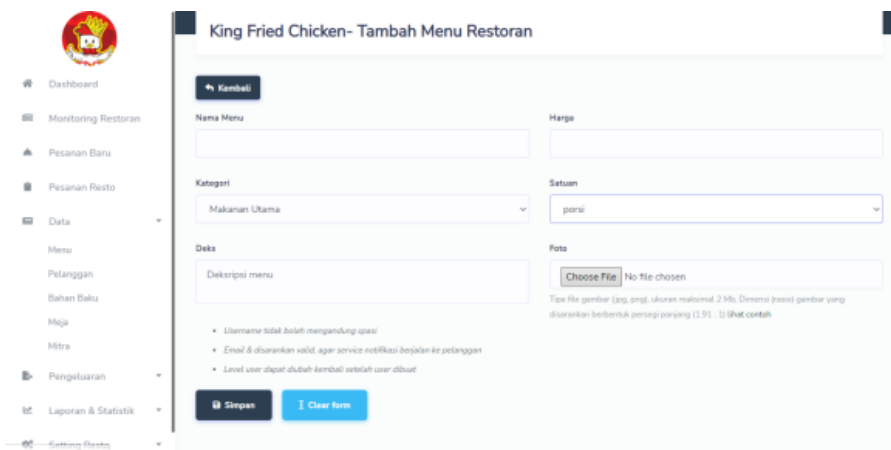 King Fried Chicken- Tambah Menu Restoran
Dashboard
Monitoring Restoran
Pesanan Baru
Pesanan Resto
Data
Menu
Pelanggan
Bahan Baku
Meja
Mitra
Pengeluaran
Laporan & Statistik
Setting Resto
Kembali
Nama Menu
Harga
Kategori
Satuan
Makanan Utama
porsi
Deks
Foto
Deksripsi menu
Choose File No file chosen
Tipe file gambar (jpg, png), ukuran maksimal 2 Mb, Dimensi (rasio) gambar yang
disarankan berbentuk persegi panjang (1.91 : 1) lihat contoh
Username tidak boleh mengandung spasi
Email & disarankan valid, agar service notifikasi berjalan ke pelanggan
Level user dapat diubah kembali setelah user dibuat
Simpan
Clear form